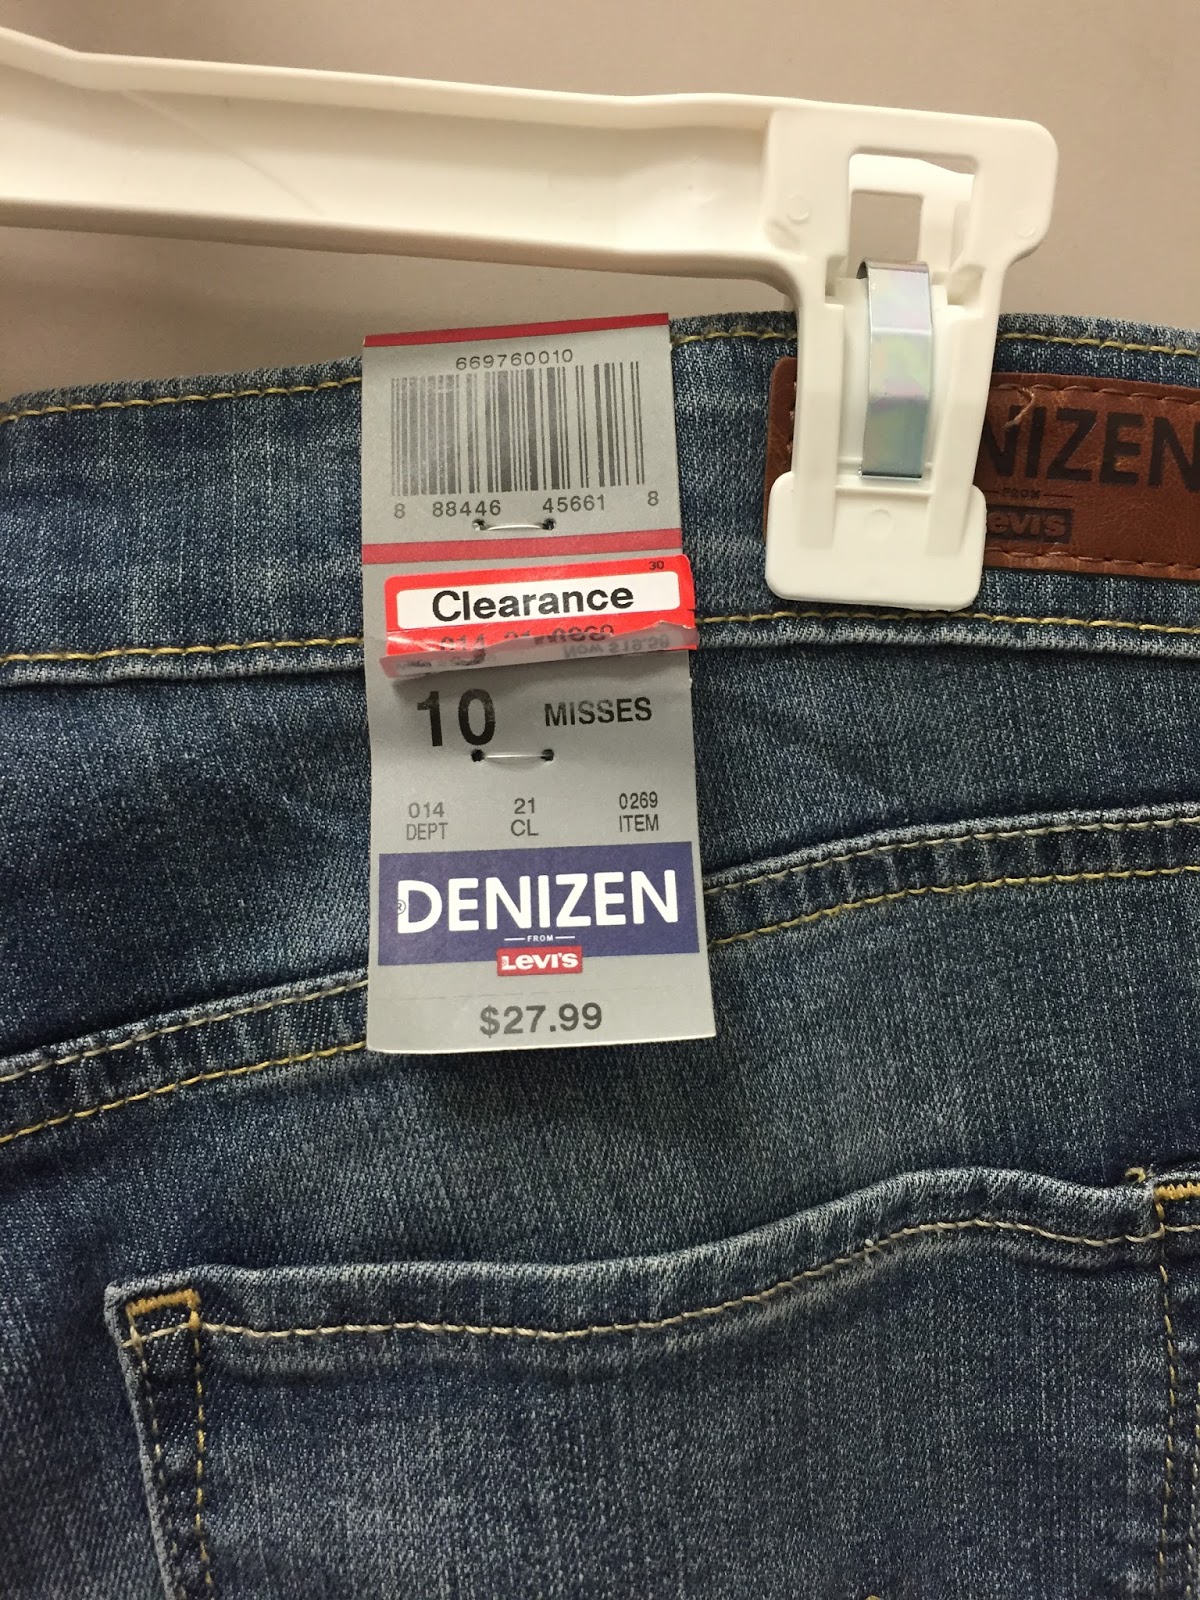 669760010
8 88446 45661 8
30
Clearance
10 MISSES
014 21 0269
DEPT CL ITEM
®DENIZEN
FROM
Levi's
$27.99
NIZEN
FROM
Levi's